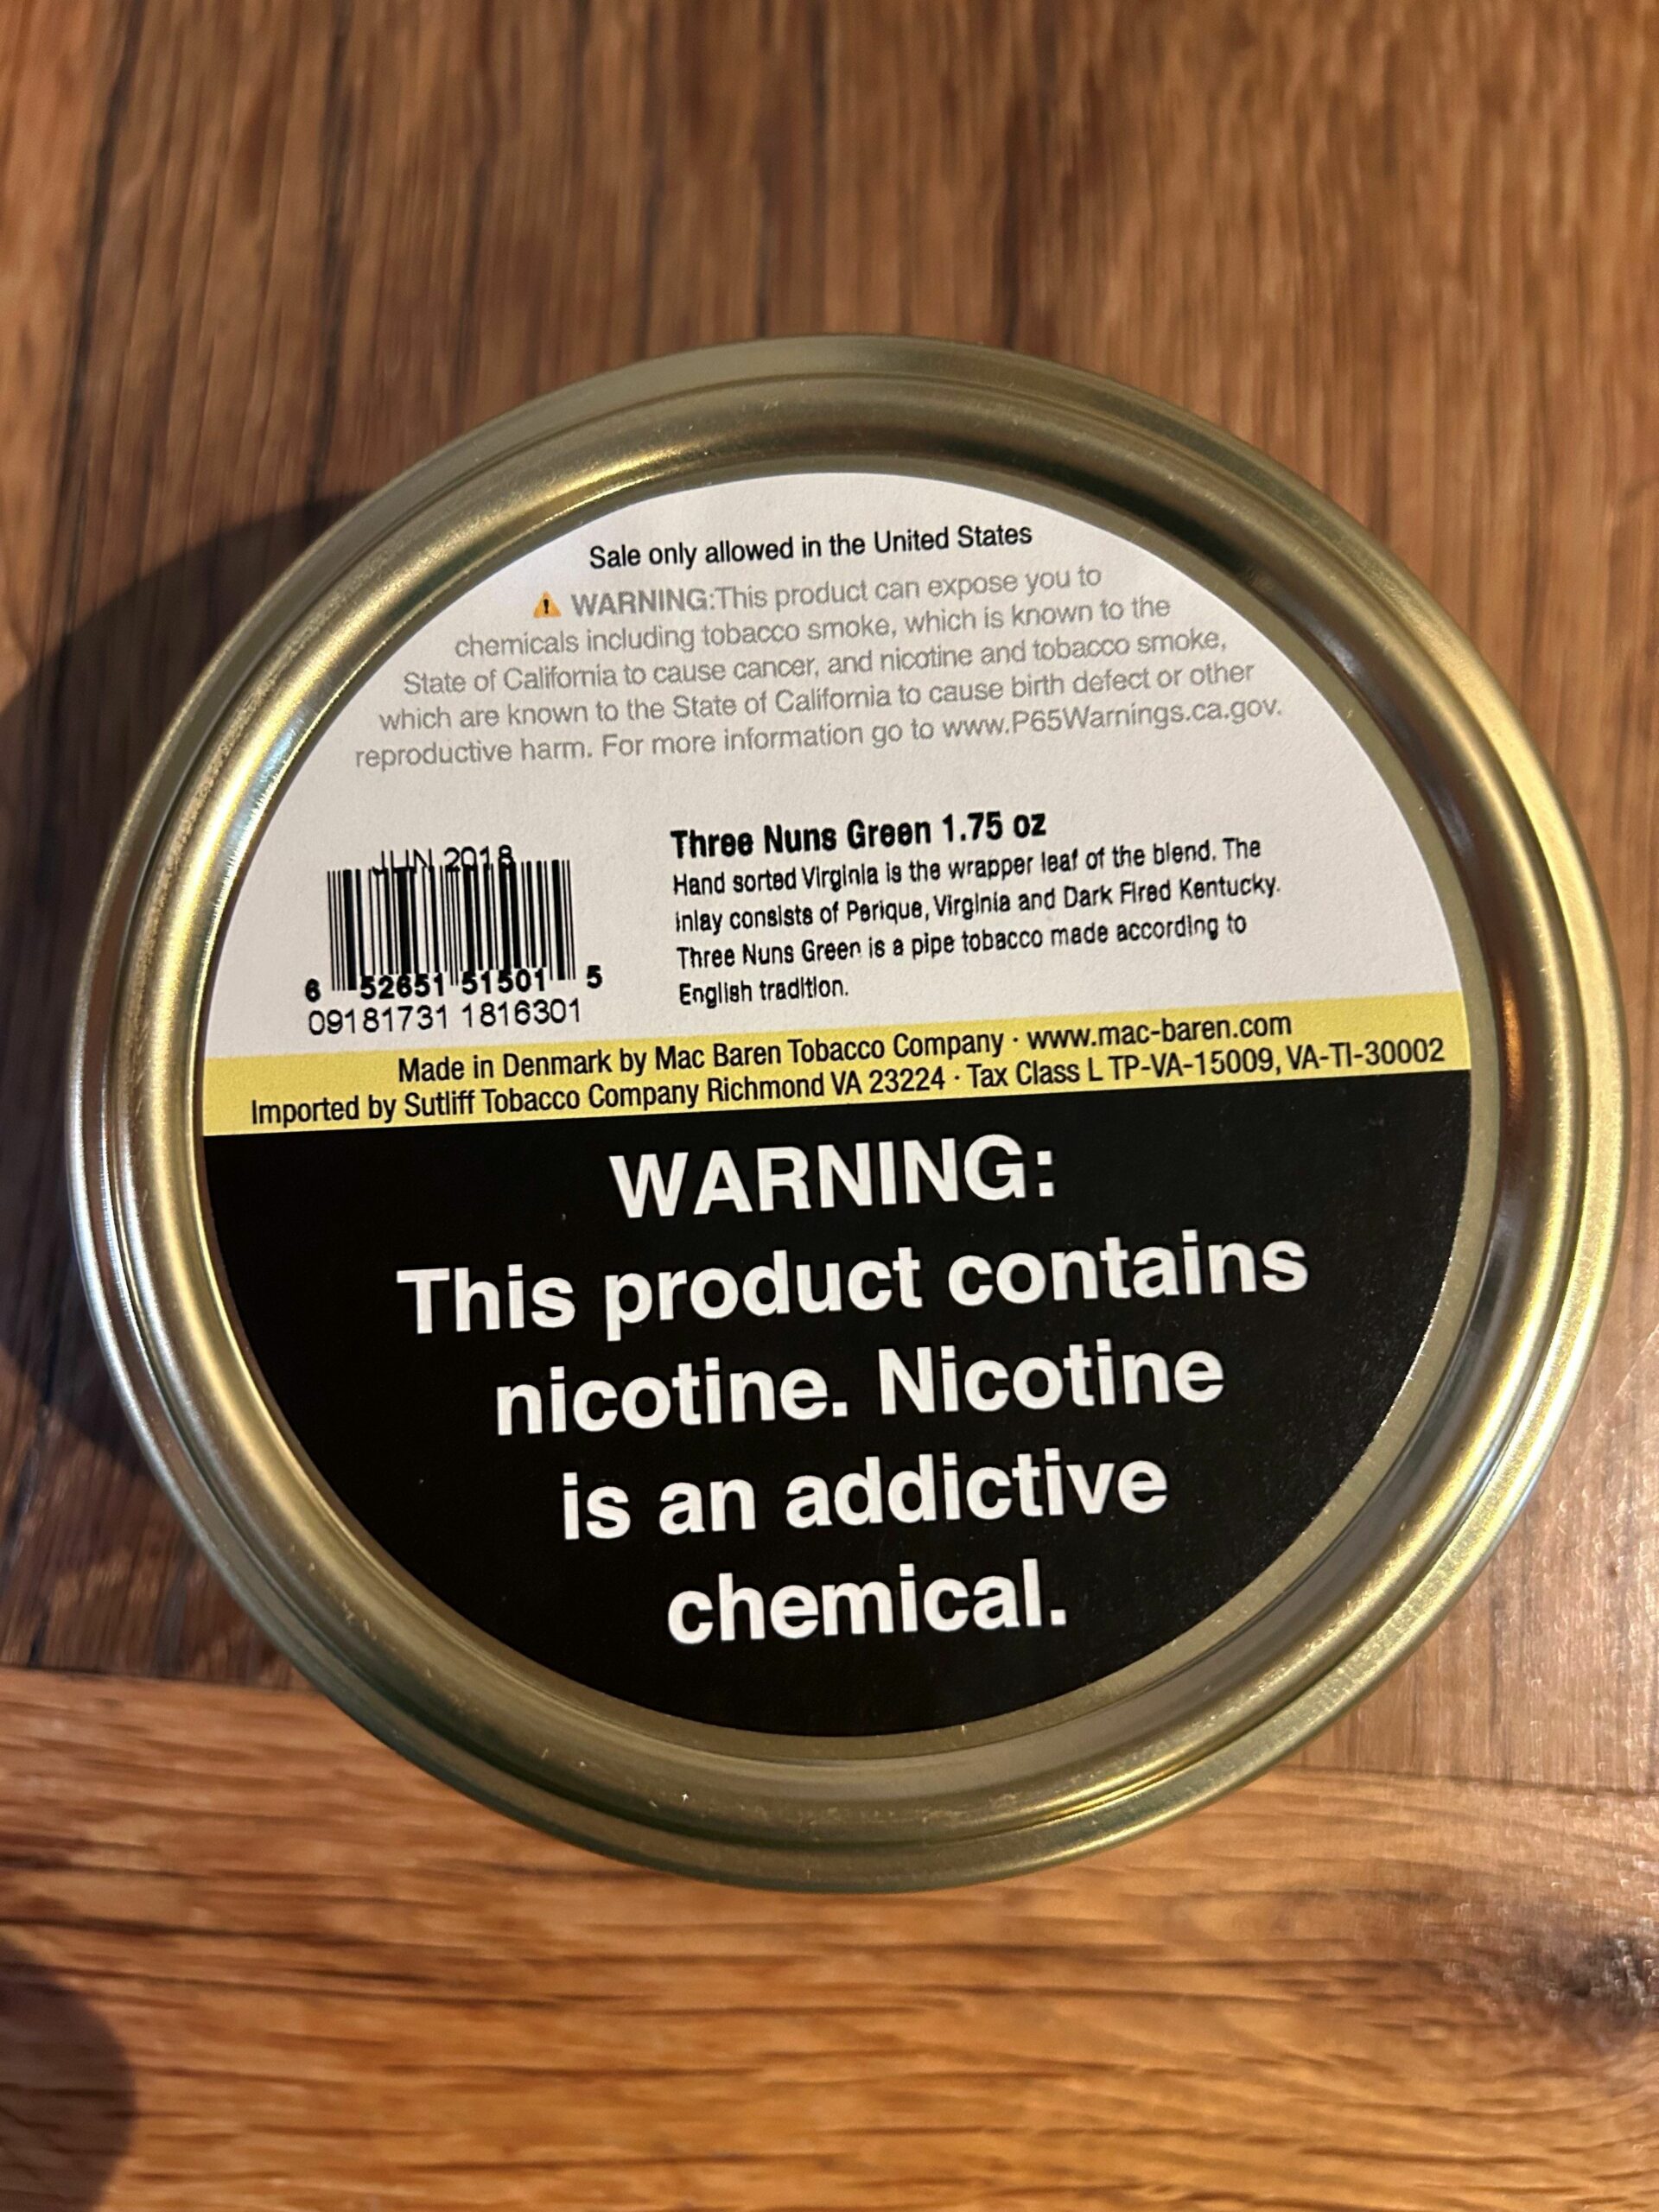 Sale only allowed in the United States
⚠ WARNING:This product can expose you to
chemicals including tobacco smoke, which is known to the
State of California to cause cancer, and nicotine and tobacco smoke,
which are known to the State of California to cause birth defect or other
reproductive harm. For more information go to www.P65Warnings.ca.gov.
JUN 2018
6 52651 51501 5
09181731 1816301
Three Nuns Green 1.75 oz
Hand sorted Virginia is the wrapper leaf of the blend. The
inlay consists of Perique, Virginia and Dark Fired Kentucky.
Three Nuns Green is a pipe tobacco made according to
English tradition.
Made in Denmark by Mac Baren Tobacco Company · www.mac-baren.com
Imported by Sutliff Tobacco Company Richmond VA 23224 · Tax Class L TP-VA-15009, VA-TI-30002
WARNING:
This product contains
nicotine. Nicotine
is an addictive
chemical.